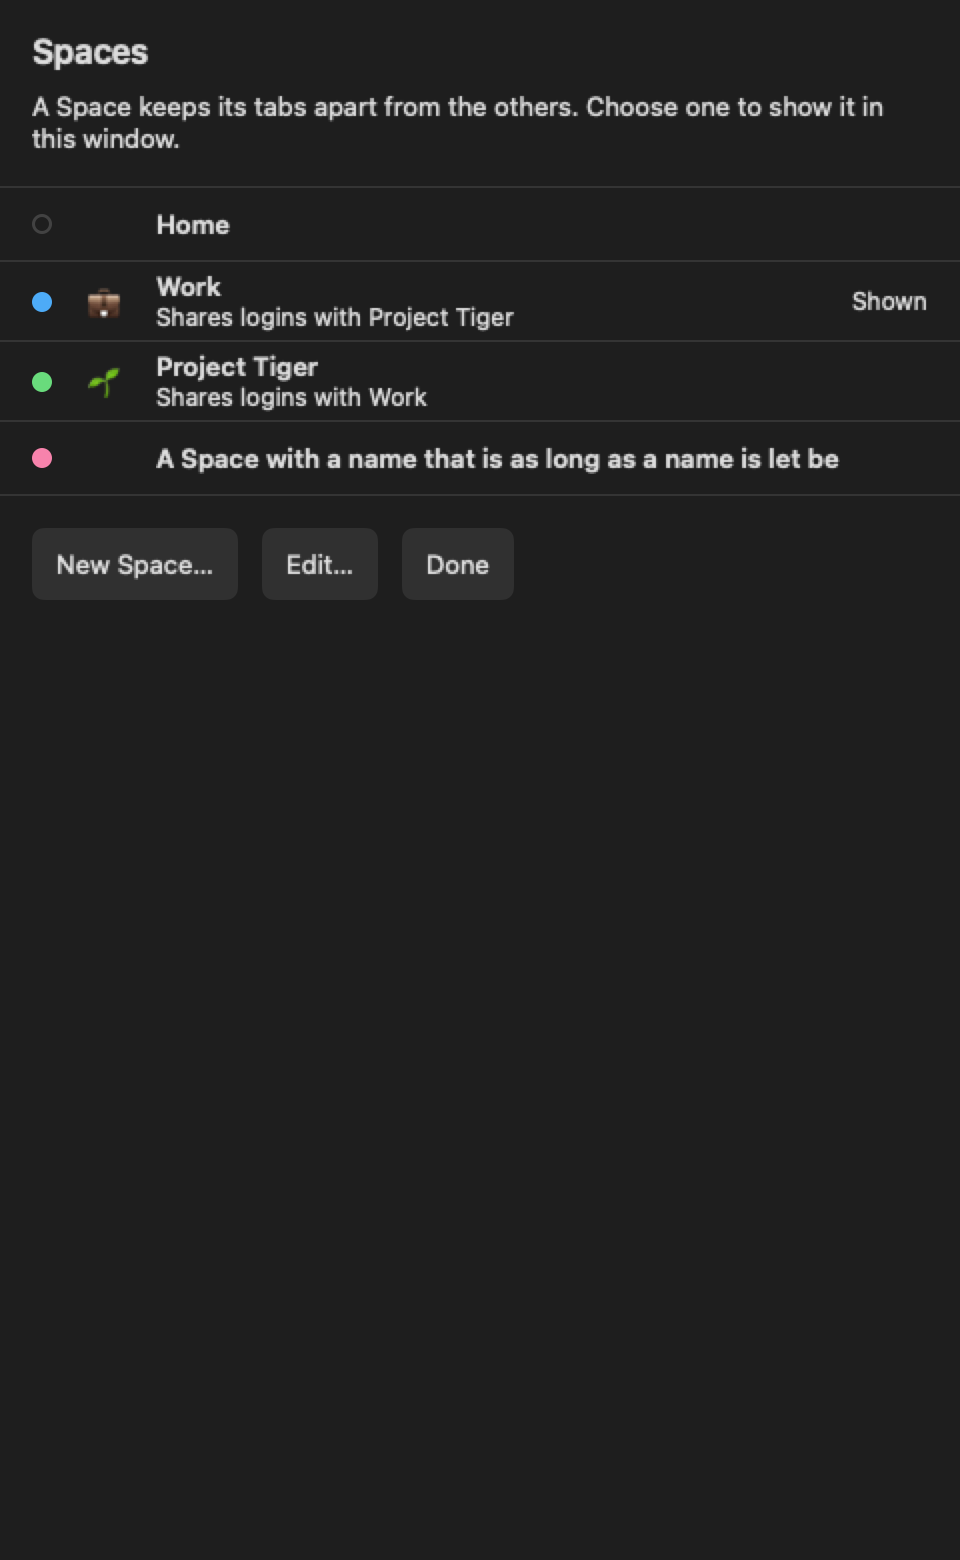 Spaces
A Space keeps its tabs apart from the others. Choose one to show it in
this window.
Home
Work
Shares logins with Project Tiger
Shown
Project Tiger
Shares logins with Work
A Space with a name that is as long as a name is let be
New Space...
Edit...
Done